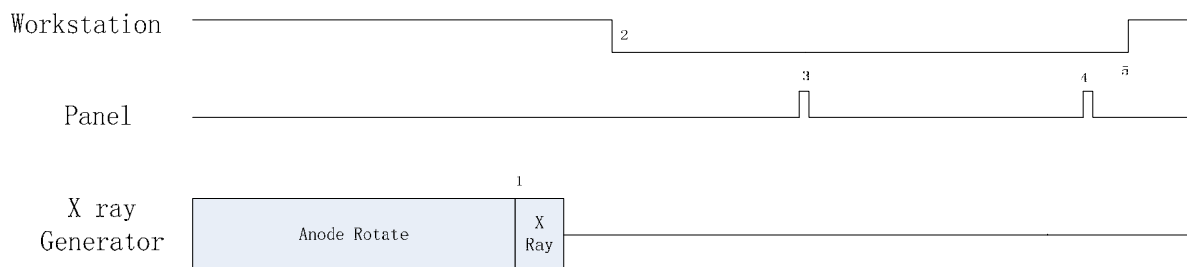 Workstation
2
3
4
5
Panel
1
X ray
Generator
Anode Rotate
X
Ray